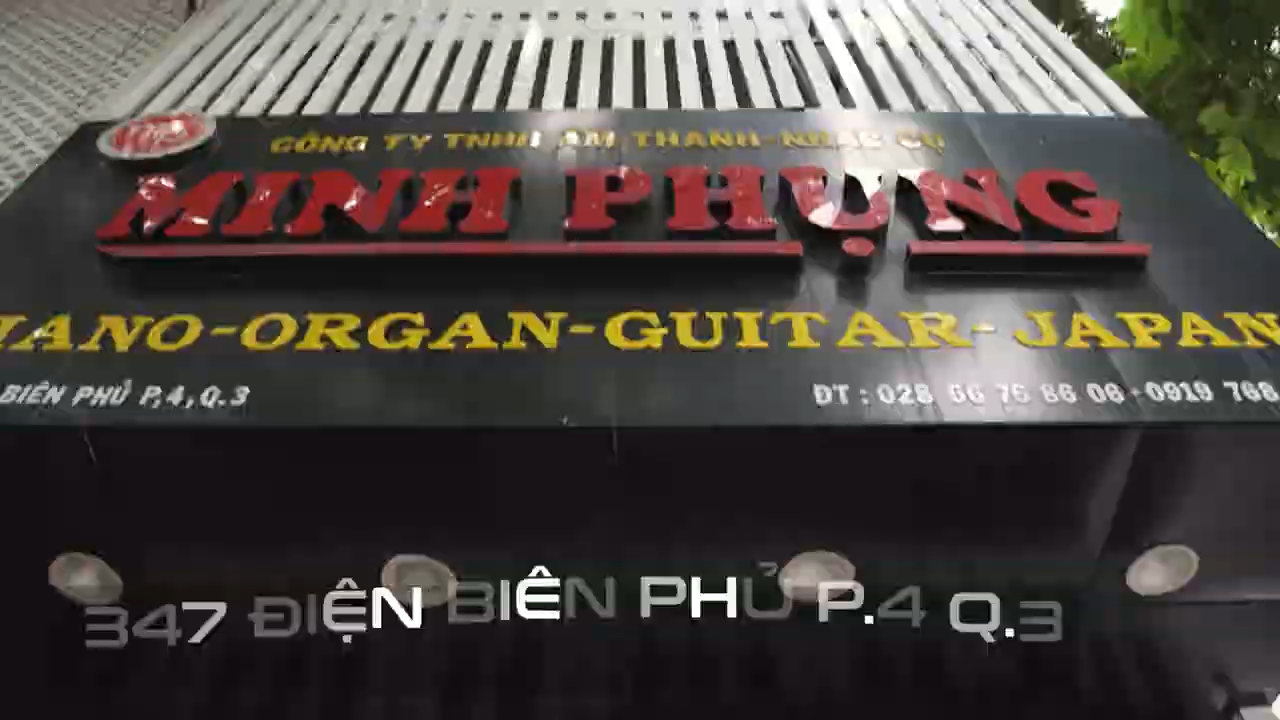 CÔNG TY TNHH ÂM THANH-NHẠC CỤ
MINH PHỤNG
IANO-ORGAN-GUITAR-JAPAN
BIÊN PHỦ P,4,Q.3
ĐT : 028 66 76 86 06-0919 768
347 ĐIỆN BIÊN PHỦ P.4 Q.3